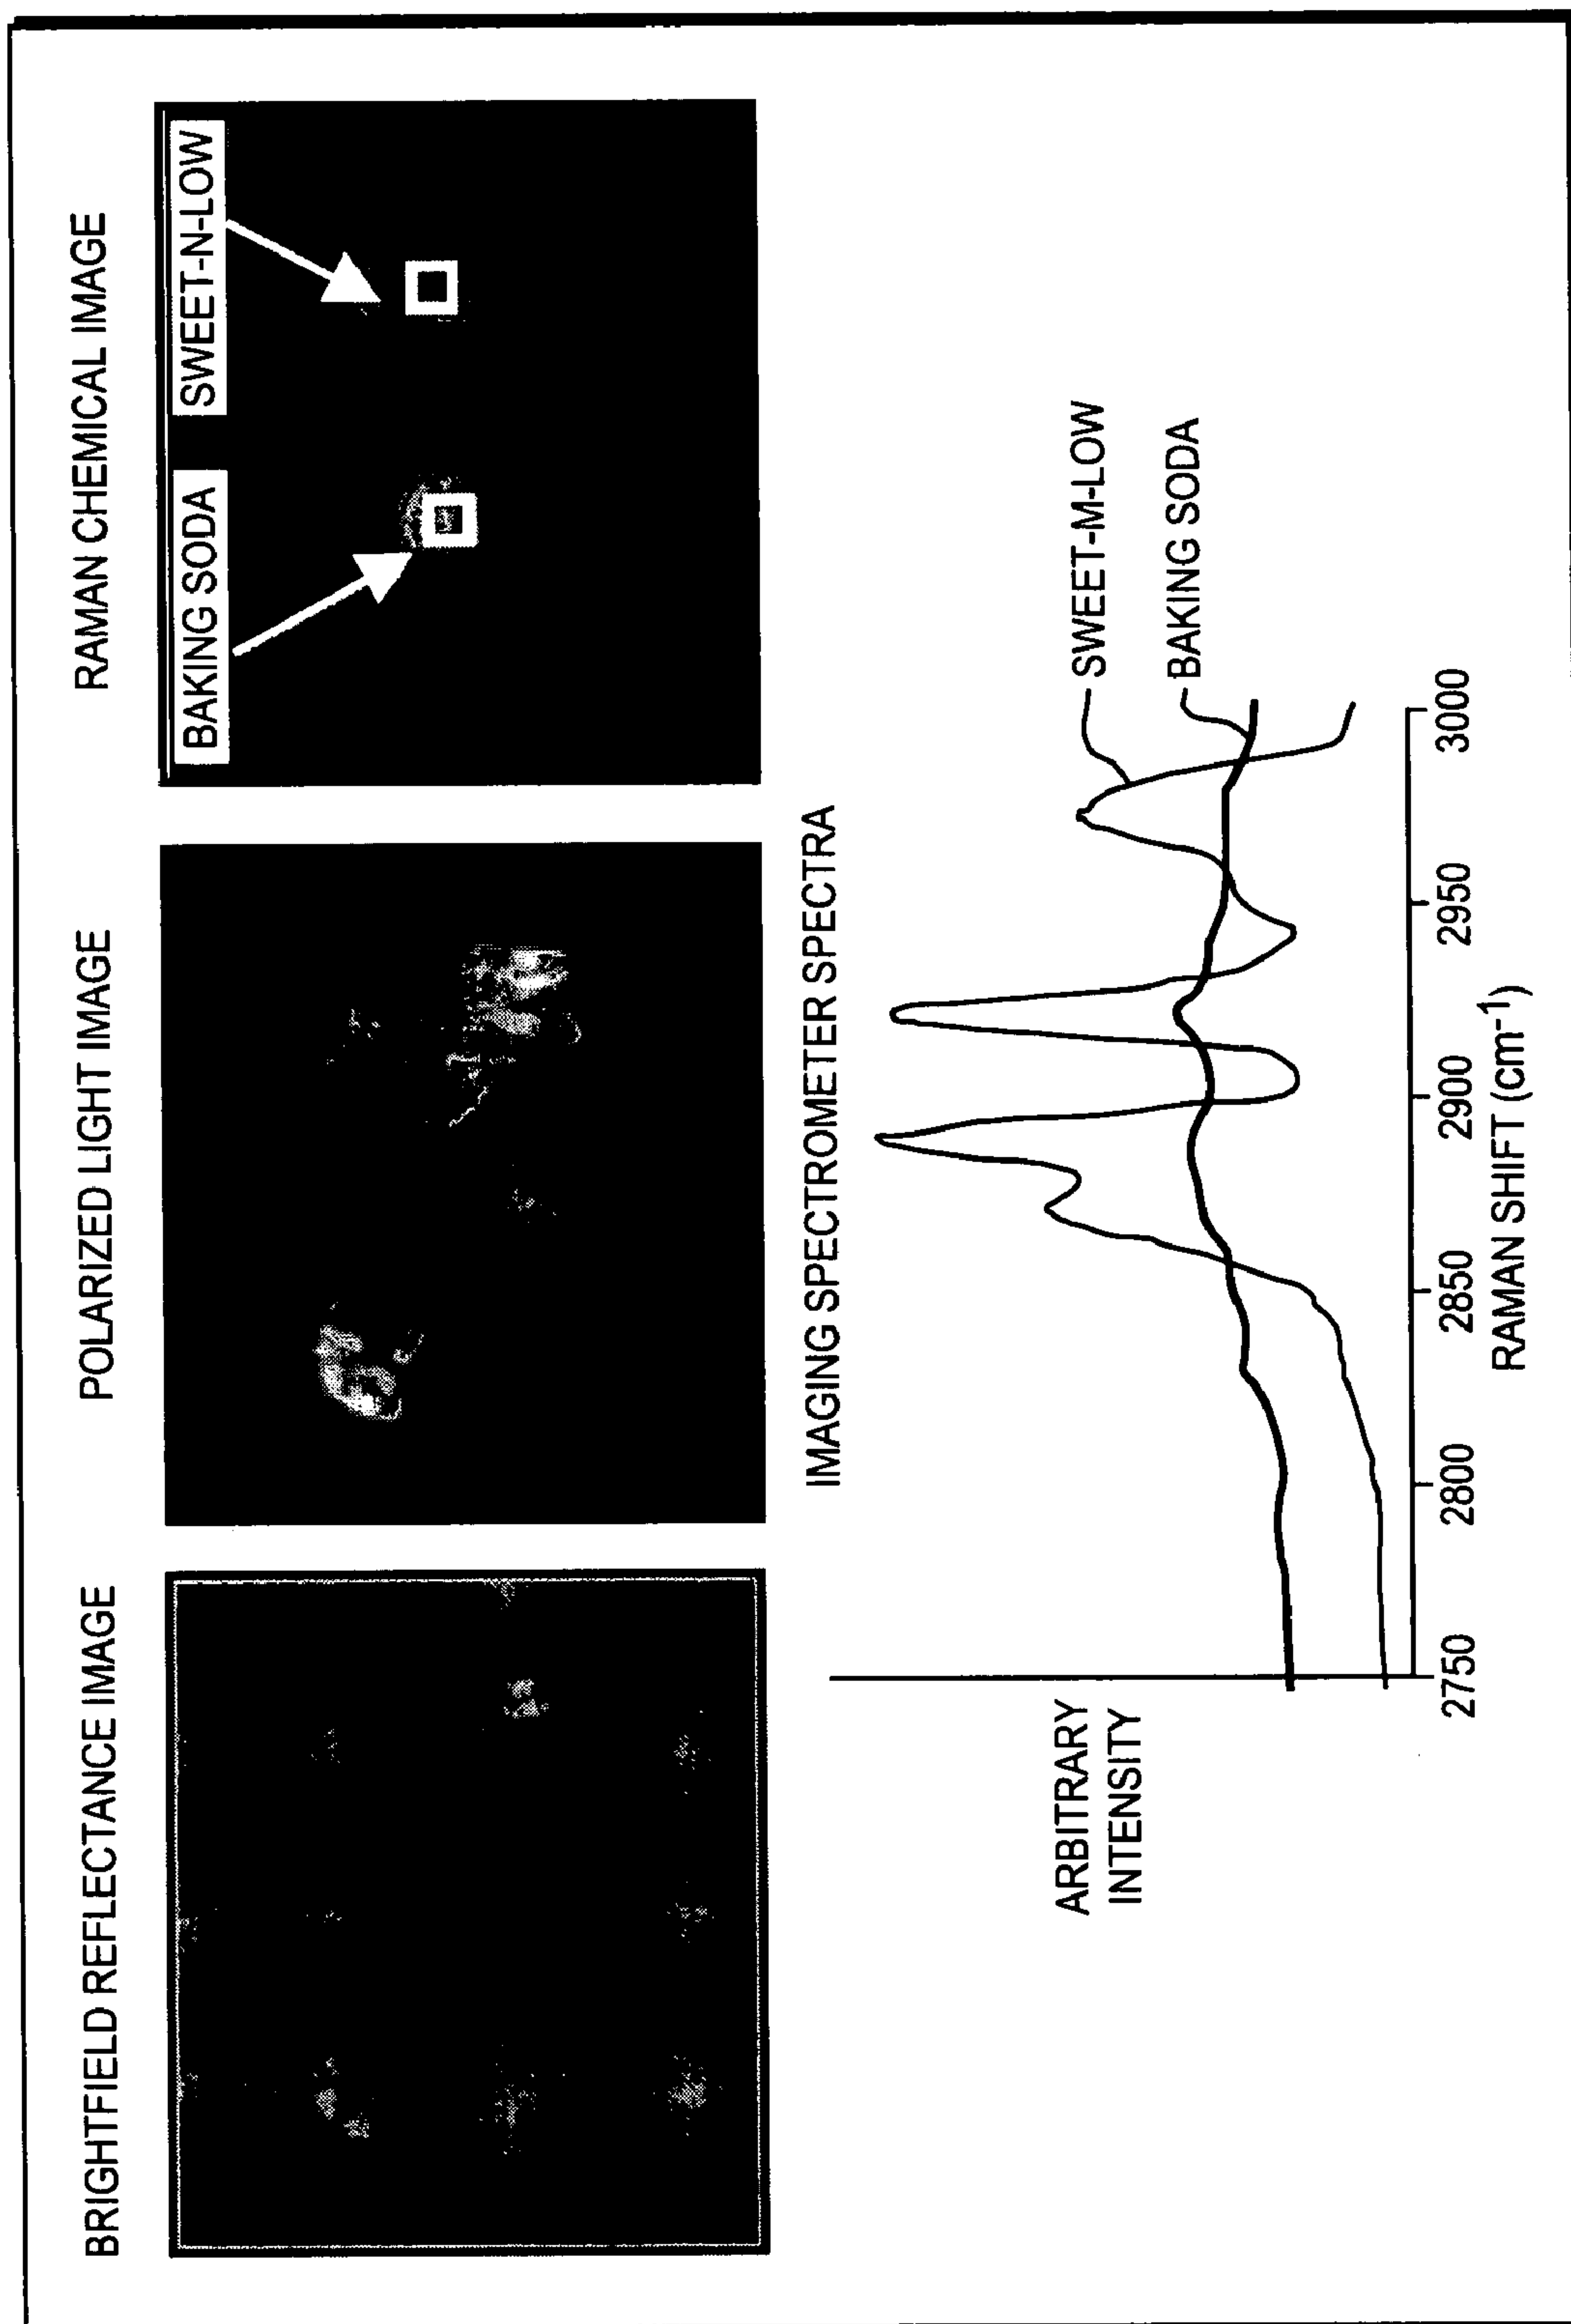 BRIGHTFIELD REFLECTANCE IMAGE
POLARIZED LIGHT IMAGE
RAMAN CHEMICAL IMAGE
BAKING SODA
SWEET-N-LOW
IMAGING SPECTROMETER SPECTRA
ARBITRARY
INTENSITY
SWEET-M-LOW
BAKING SODA
2750
2800
2850
2900
2950
3000
RAMAN SHIFT (cm⁻¹)